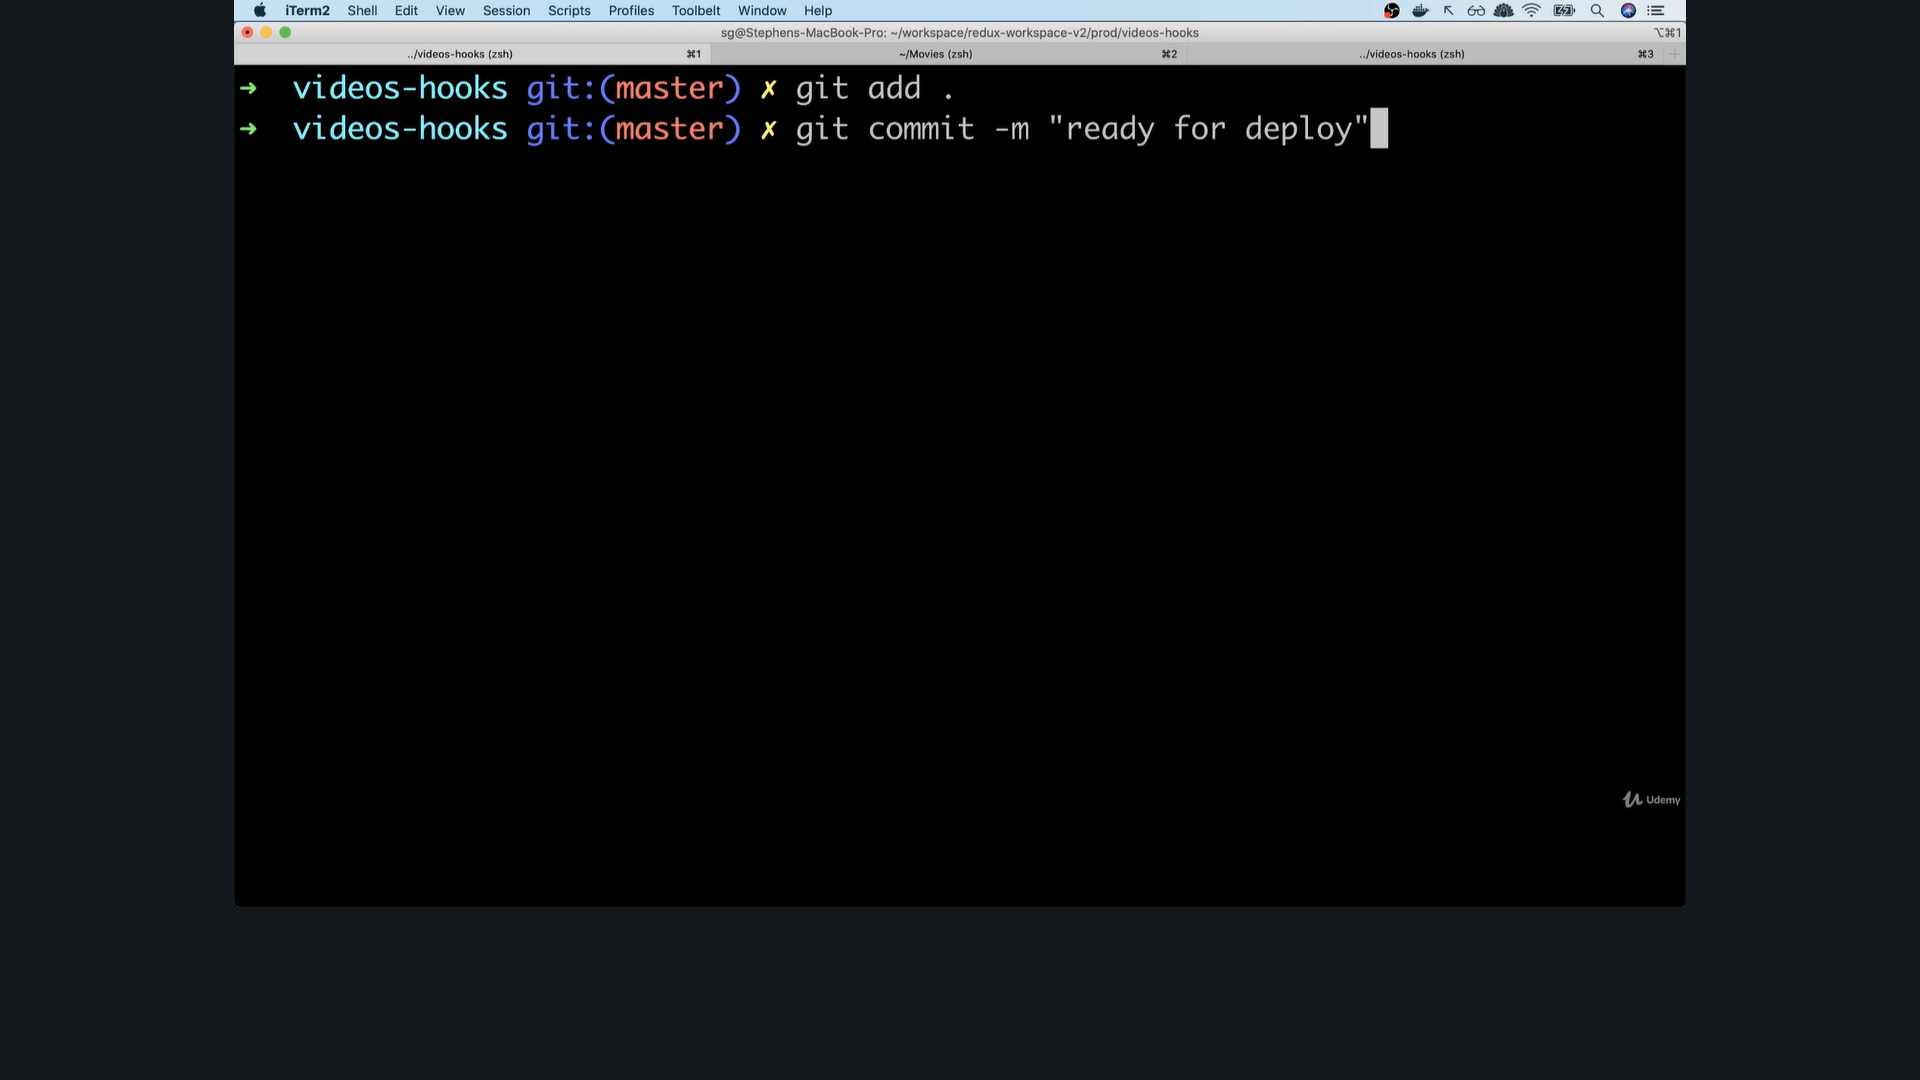 iTerm2 Shell Edit View Session Scripts Profiles Toolbelt Window Help
sg@Stephens-MacBook-Pro: ~/workspace/redux-workspace-v2/prod/videos-hooks ⌥⌘1
../videos-hooks (zsh) ⌘1 ~/Movies (zsh) ⌘2 ../videos-hooks (zsh) ⌘3
➜ videos-hooks git:(master) ✗ git add .
➜ videos-hooks git:(master) ✗ git commit -m "ready for deploy"
Udemy